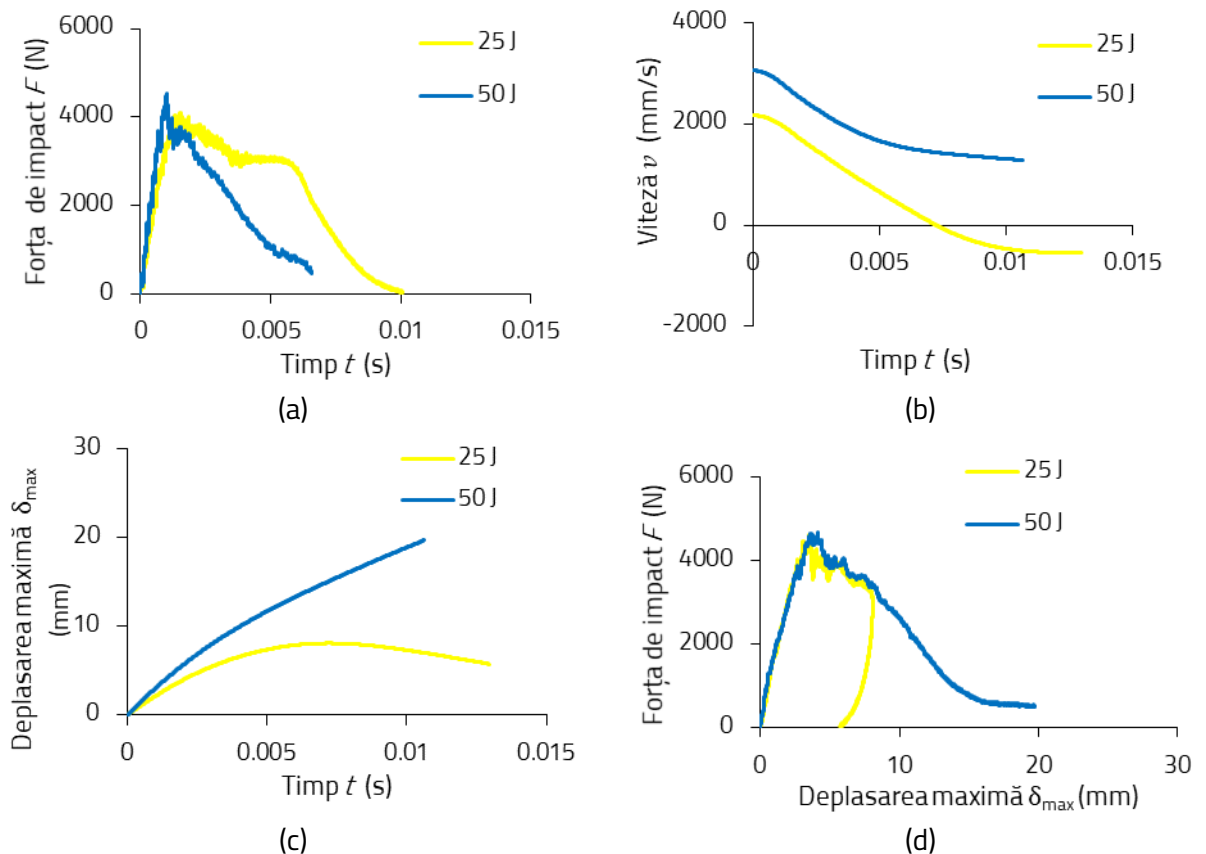 6000
4000
2000
0
Forța de impact F (N)
25 J
50 J
0
0.005
0.01
0.015
Timp t (s)
(a)
4000
2000
0
-2000
Viteză v (mm/s)
25 J
50 J
0
0.005
0.01
0.015
Timp t (s)
(b)
30
20
10
0
Deplasarea maximă δmax
(mm)
25 J
50 J
0
0.005
0.01
0.015
Timp t (s)
(c)
6000
4000
2000
0
Forța de impact F (N)
25 J
50 J
0
10
20
30
Deplasarea maximă δmax (mm)
(d)